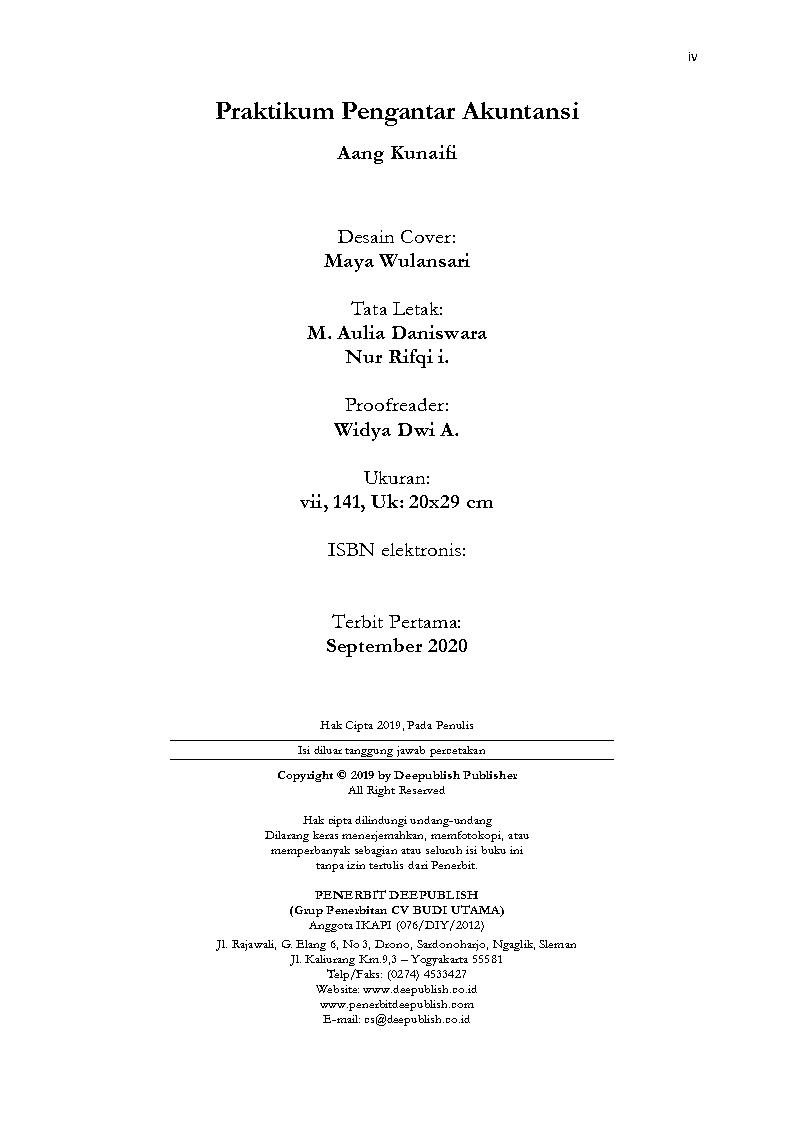 iv
Praktikum Pengantar Akuntansi
Aang Kunaifi
Desain Cover:
Maya Wulansari
Tata Letak:
M. Aulia Daniswara
Nur Rifqi i.
Proofreader:
Widya Dwi A.
Ukuran:
vii, 141, Uk: 20x29 cm
ISBN elektronis:
Terbit Pertama:
September 2020
Hak Cipta 2019, Pada Penulis
Isi diluar tanggung jawab percetakan
Copyright © 2019 by Deepublish Publisher
All Right Reserved
Hak cipta dilindungi undang-undang
Dilarang keras menerjemahkan, memfotokopi, atau
memperbanyak sebagian atau seluruh isi buku ini
tanpa izin tertulis dari Penerbit.
PENERBIT DEEPUBLISH
(Grup Penerbitan CV BUDI UTAMA)
Anggota IKAPI (076/DIY/2012)
Jl. Rajawali, G. Elang 6, No 3, Drono, Sardonoharjo, Ngaglik, Sleman
Jl. Kaliurang Km.9,3 – Yogyakarta 55581
Telp/Faks: (0274) 4533427
Website: www.deepublish.co.id
www.penerbitdeepublish.com
E-mail: cs@deepublish.co.id